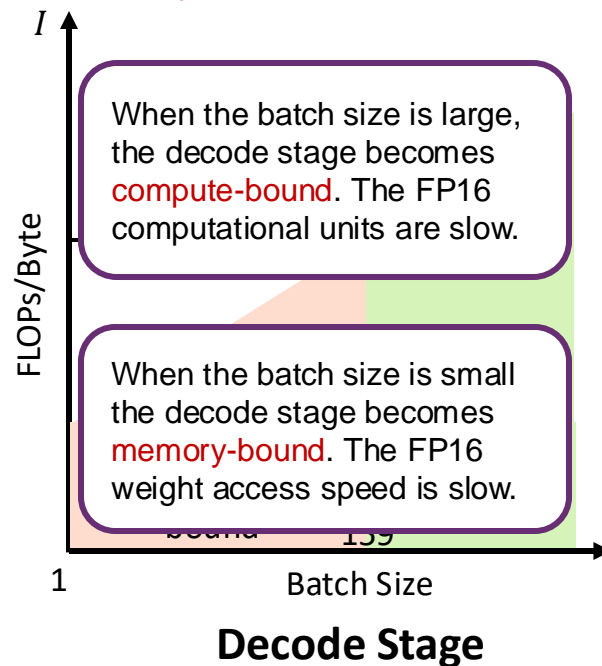 I
When the batch size is large,
the decode stage becomes
compute-bound. The FP16
computational units are slow.
FLOPs/Byte
When the batch size is small
the decode stage becomes
memory-bound. The FP16
weight access speed is slow.
bound 159
1 Batch Size
Decode Stage